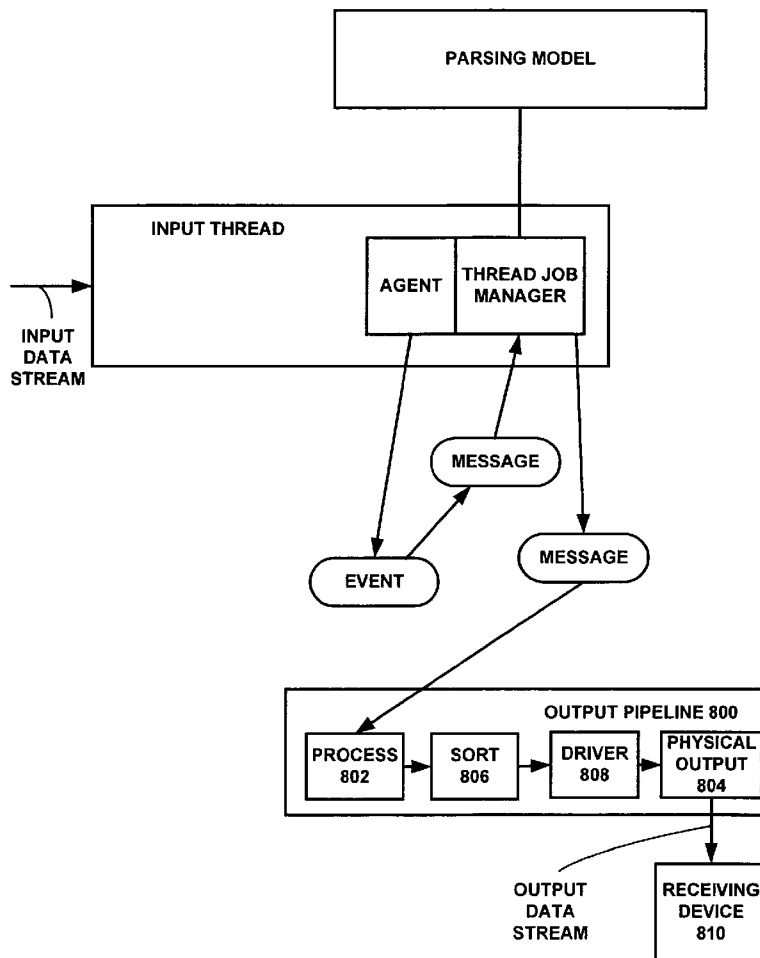 PARSING MODEL
INPUT THREAD
AGENT
THREAD JOB
MANAGER
INPUT
DATA
STREAM
MESSAGE
MESSAGE
EVENT
OUTPUT PIPELINE 800
PROCESS
802
SORT
806
DRIVER
808
PHYSICAL
OUTPUT
804
OUTPUT
DATA
STREAM
RECEIVING
DEVICE
810